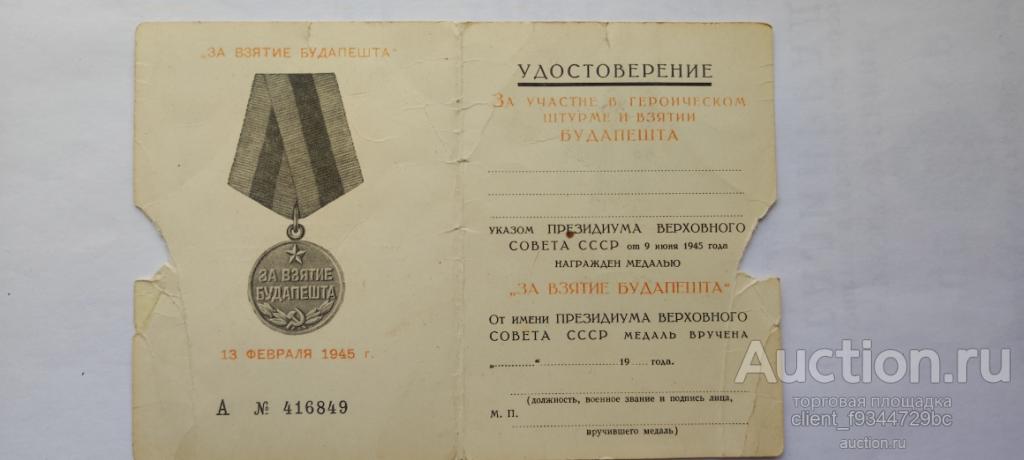 „ЗА ВЗЯТИЕ БУДАПЕШТА“
ЗА ВЗЯТИЕ
БУДАПЕШТА
13 ФЕВРАЛЯ 1945 г.
А № 416849
УДОСТОВЕРЕНИЕ
ЗА УЧАСТИЕ В ГЕРОИЧЕСКОМ
ШТУРМЕ И ВЗЯТИИ
БУДАПЕШТА
УКАЗОМ ПРЕЗИДИУМА ВЕРХОВНОГО
СОВЕТА СССР от 9 июня 1945 года
НАГРАЖДЕН МЕДАЛЬЮ
„ЗА ВЗЯТИЕ БУДАПЕШТА“
От имени ПРЕЗИДИУМА ВЕРХОВНОГО
СОВЕТА СССР МЕДАЛЬ ВРУЧЕНА
„...........“ ..................... 19 ..... года.
(должность, военное звание и подпись лица,
М. П.
вручившего медаль)
Auction.ru
торговая площадка
client_f9344729bc
auction.ru